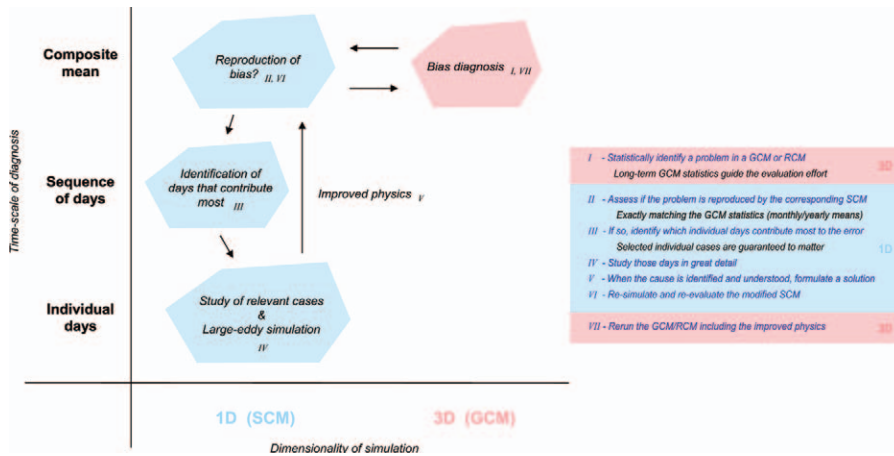 Composite
mean
Reproduction of
bias? II, VI
Bias diagnosis I, VII
Time-scale of diagnosis
Sequence
of days
Identification of
days that contribute
most III
Improved physics V
Individual
days
Study of relevant cases
&
Large-eddy simulation
IV
1D (SCM)
3D (GCM)
Dimensionality of simulation
I - Statistically identify a problem in a GCM or RCM
Long-term GCM statistics guide the evaluation effort
3D
II - Assess if the problem is reproduced by the corresponding SCM
Exactly matching the GCM statistics (monthly/yearly means)
III - If so, identify which individual days contribute most to the error
Selected individual cases are guaranteed to matter
1D
IV - Study those days in great detail
V - When the cause is identified and understood, formulate a solution
VI - Re-simulate and re-evaluate the modified SCM
VII - Rerun the GCM/RCM including the improved physics
3D